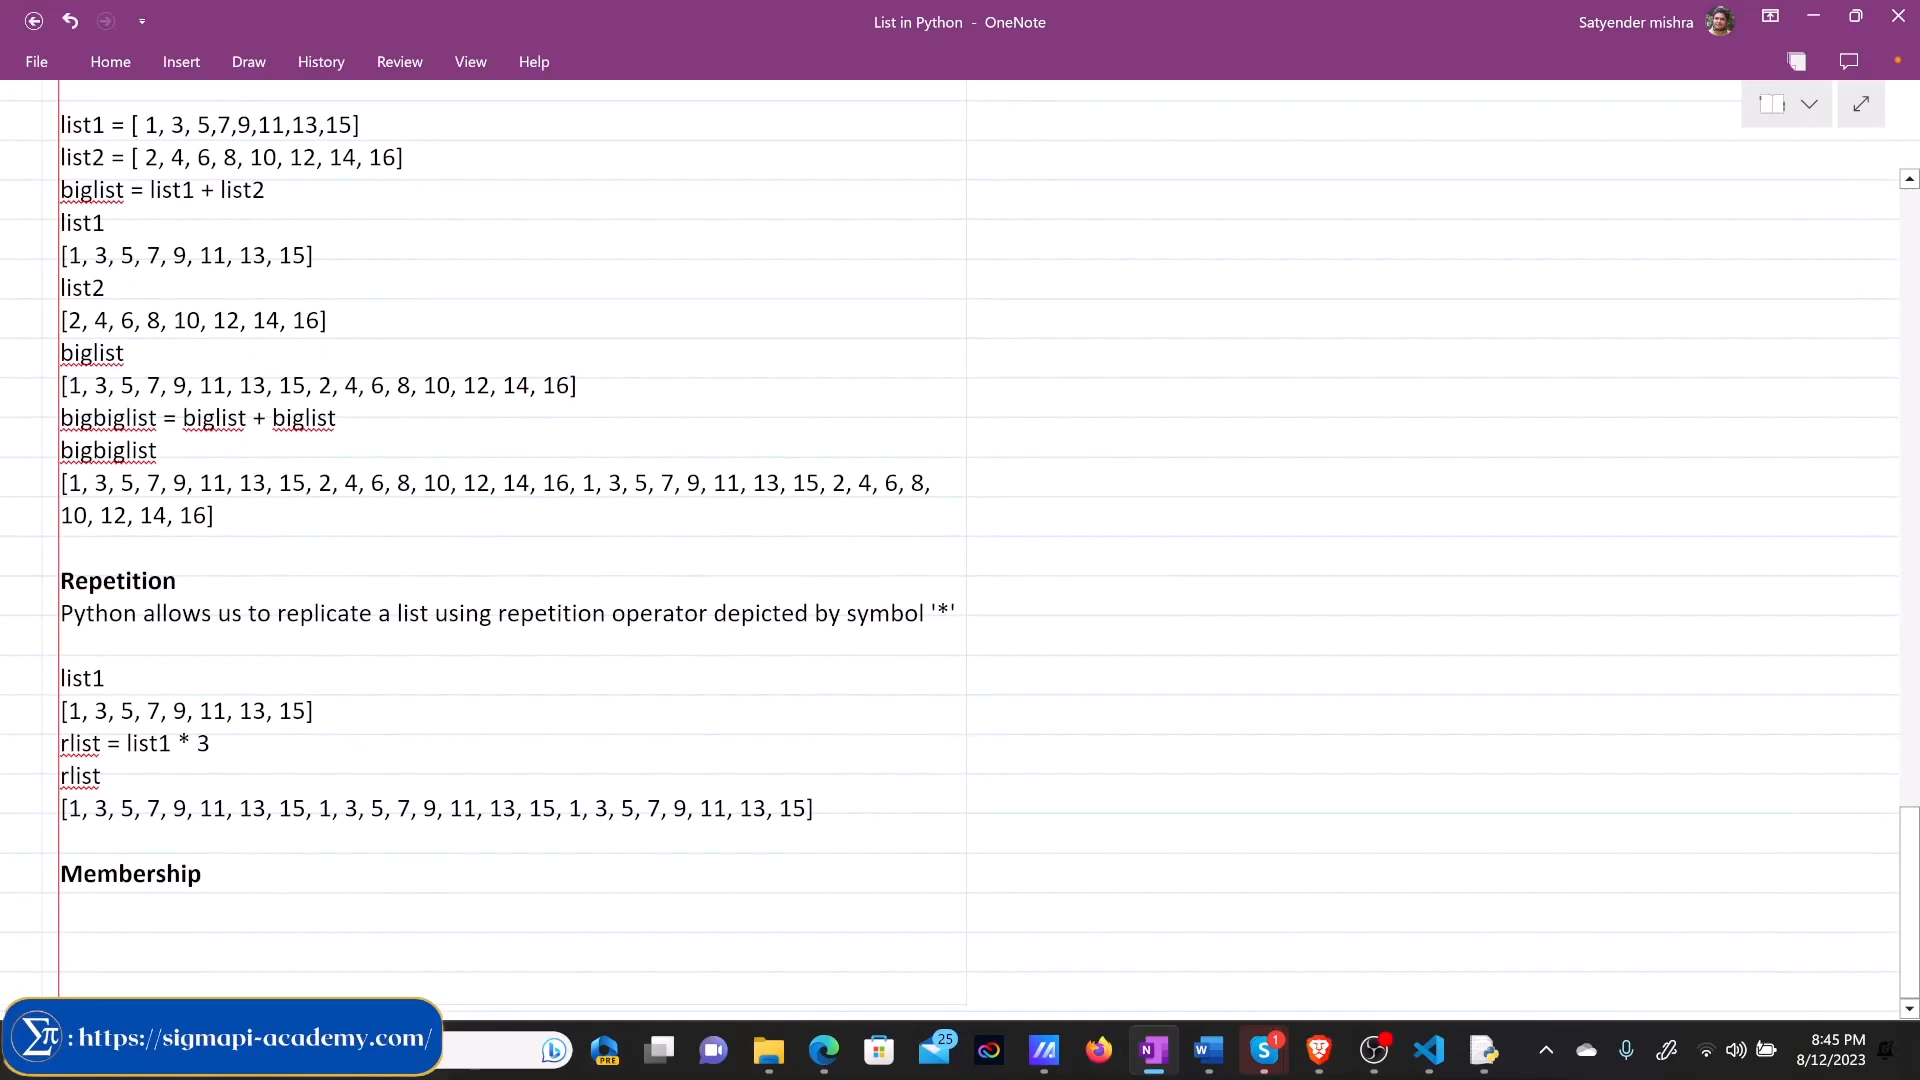 List in Python - OneNote
Satyender mishra
File Home Insert Draw History Review View Help
list1 = [ 1, 3, 5,7,9,11,13,15]
list2 = [ 2, 4, 6, 8, 10, 12, 14, 16]
biglist = list1 + list2
list1
[1, 3, 5, 7, 9, 11, 13, 15]
list2
[2, 4, 6, 8, 10, 12, 14, 16]
biglist
[1, 3, 5, 7, 9, 11, 13, 15, 2, 4, 6, 8, 10, 12, 14, 16]
bigbiglist = biglist + biglist
bigbiglist
[1, 3, 5, 7, 9, 11, 13, 15, 2, 4, 6, 8, 10, 12, 14, 16, 1, 3, 5, 7, 9, 11, 13, 15, 2, 4, 6, 8,
10, 12, 14, 16]
Repetition
Python allows us to replicate a list using repetition operator depicted by symbol '*'
list1
[1, 3, 5, 7, 9, 11, 13, 15]
rlist = list1 * 3
rlist
[1, 3, 5, 7, 9, 11, 13, 15, 1, 3, 5, 7, 9, 11, 13, 15, 1, 3, 5, 7, 9, 11, 13, 15]
Membership
Σπ : https://sigmapi-academy.com/
PRE
25
N
W
S 1
8:45 PM
8/12/2023